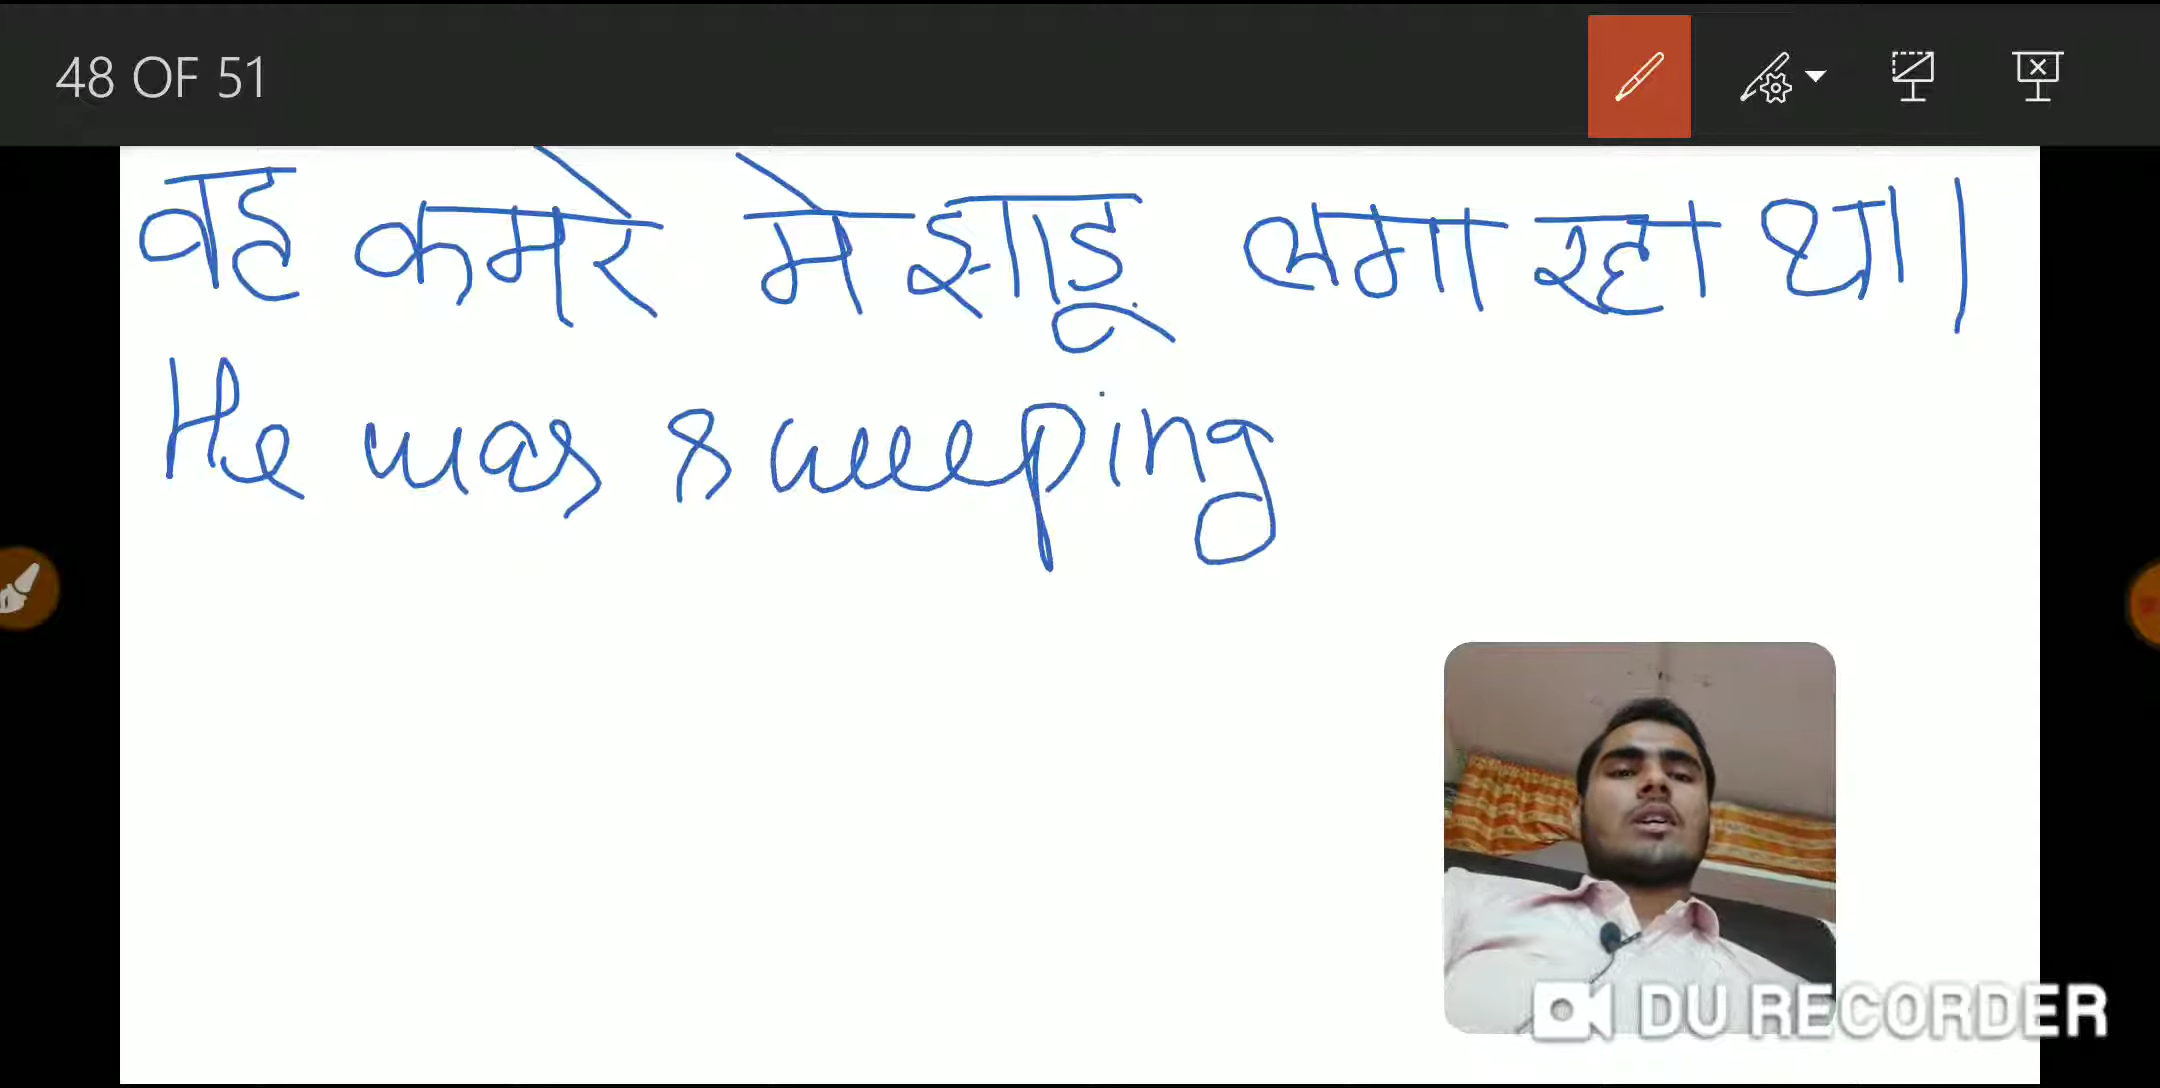 48 OF 51
वह कमरे मे झाडू लगा रहा था।
He was sweeping
DU RECORDER